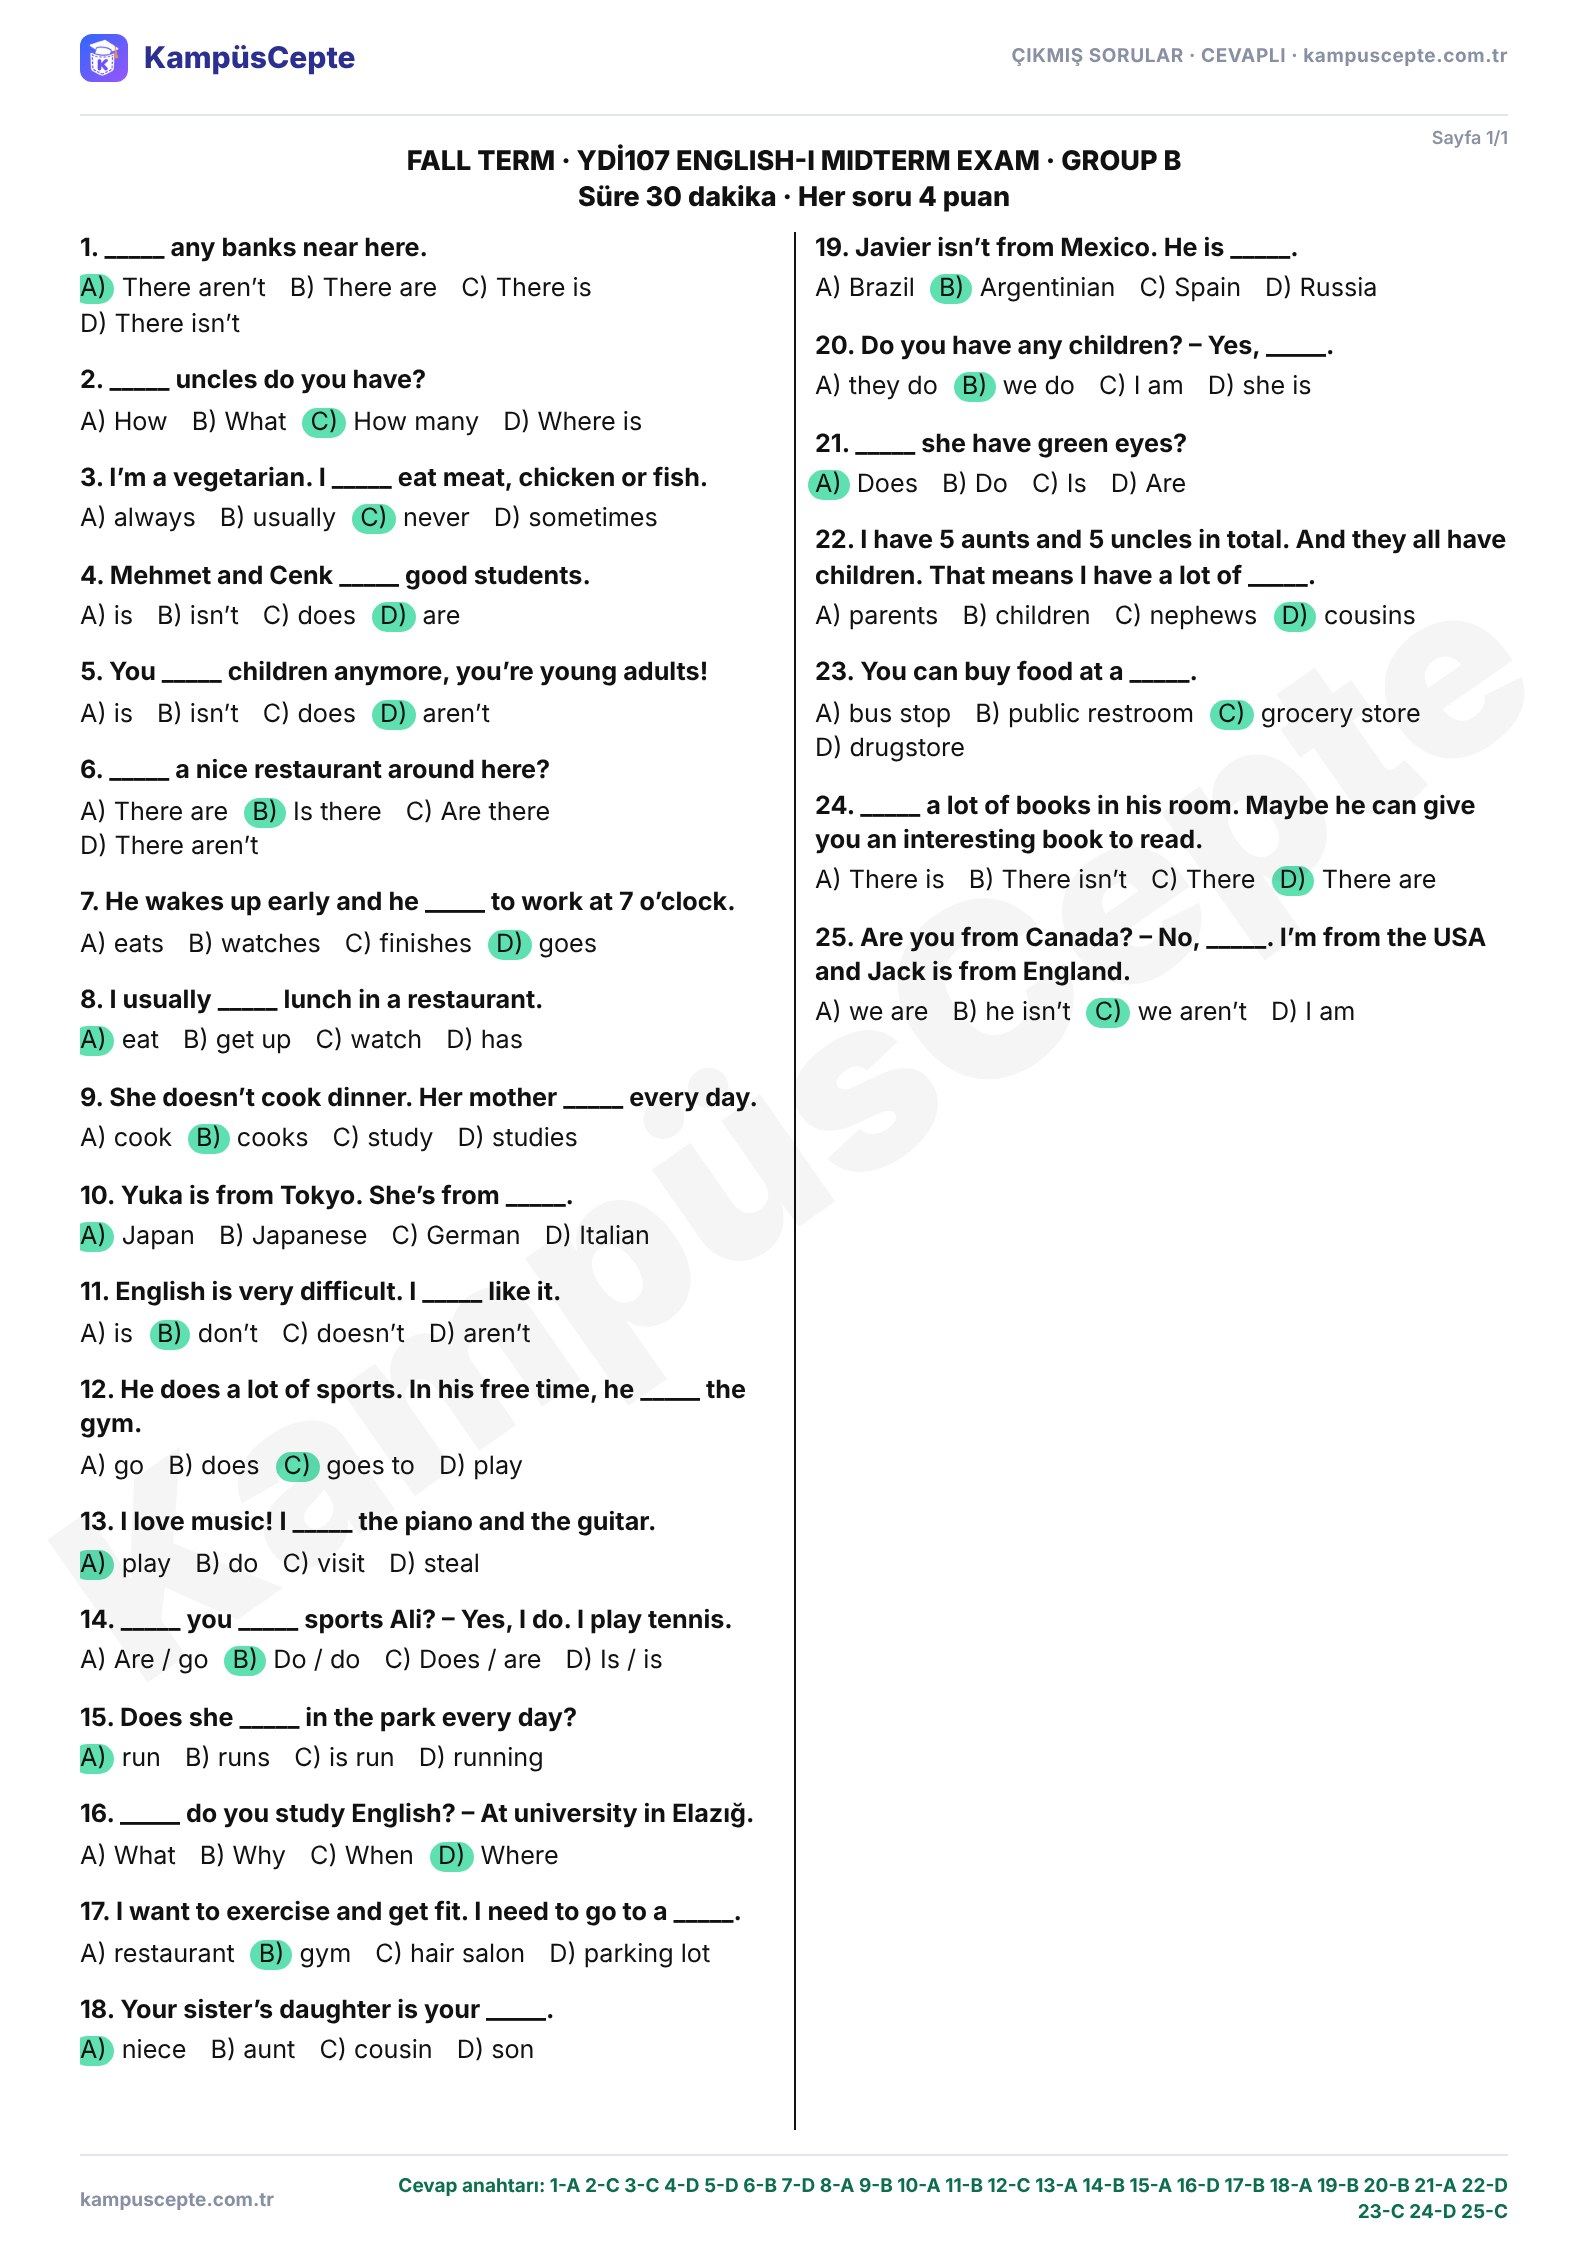 KampüsCepte
ÇIKMIŞ SORULAR · CEVAPLI · kampuscepte.com.tr
Sayfa 1/1
FALL TERM · YDİ107 ENGLISH-I MIDTERM EXAM · GROUP B
Süre 30 dakika · Her soru 4 puan
1. _____ any banks near here.
A) There aren’t B) There are C) There is
D) There isn’t
2. _____ uncles do you have?
A) How B) What C) How many D) Where is
3. I’m a vegetarian. I _____ eat meat, chicken or fish.
A) always B) usually C) never D) sometimes
4. Mehmet and Cenk _____ good students.
A) is B) isn’t C) does D) are
5. You _____ children anymore, you’re young adults!
A) is B) isn’t C) does D) aren’t
6. _____ a nice restaurant around here?
A) There are B) Is there C) Are there
D) There aren’t
7. He wakes up early and he _____ to work at 7 o’clock.
A) eats B) watches C) finishes D) goes
8. I usually _____ lunch in a restaurant.
A) eat B) get up C) watch D) has
9. She doesn’t cook dinner. Her mother _____ every day.
A) cook B) cooks C) study D) studies
10. Yuka is from Tokyo. She’s from _____.
A) Japan B) Japanese C) German D) Italian
11. English is very difficult. I _____ like it.
A) is B) don’t C) doesn’t D) aren’t
12. He does a lot of sports. In his free time, he _____ the
gym.
A) go B) does C) goes to D) play
13. I love music! I _____ the piano and the guitar.
A) play B) do C) visit D) steal
14. _____ you _____ sports Ali? – Yes, I do. I play tennis.
A) Are / go B) Do / do C) Does / are D) Is / is
15. Does she _____ in the park every day?
A) run B) runs C) is run D) running
16. _____ do you study English? – At university in Elazığ.
A) What B) Why C) When D) Where
17. I want to exercise and get fit. I need to go to a _____.
A) restaurant B) gym C) hair salon D) parking lot
18. Your sister’s daughter is your _____.
A) niece B) aunt C) cousin D) son
19. Javier isn’t from Mexico. He is _____.
A) Brazil B) Argentinian C) Spain D) Russia
20. Do you have any children? – Yes, _____.
A) they do B) we do C) I am D) she is
21. _____ she have green eyes?
A) Does B) Do C) Is D) Are
22. I have 5 aunts and 5 uncles in total. And they all have
children. That means I have a lot of _____.
A) parents B) children C) nephews D) cousins
23. You can buy food at a _____.
A) bus stop B) public restroom C) grocery store
D) drugstore
24. _____ a lot of books in his room. Maybe he can give
you an interesting book to read.
A) There is B) There isn’t C) There D) There are
25. Are you from Canada? – No, _____. I’m from the USA
and Jack is from England.
A) we are B) he isn’t C) we aren’t D) I am
KampüsCepte
kampuscepte.com.tr
Cevap anahtarı: 1-A 2-C 3-C 4-D 5-D 6-B 7-D 8-A 9-B 10-A 11-B 12-C 13-A 14-B 15-A 16-D 17-B 18-A 19-B 20-B 21-A 22-D
23-C 24-D 25-C